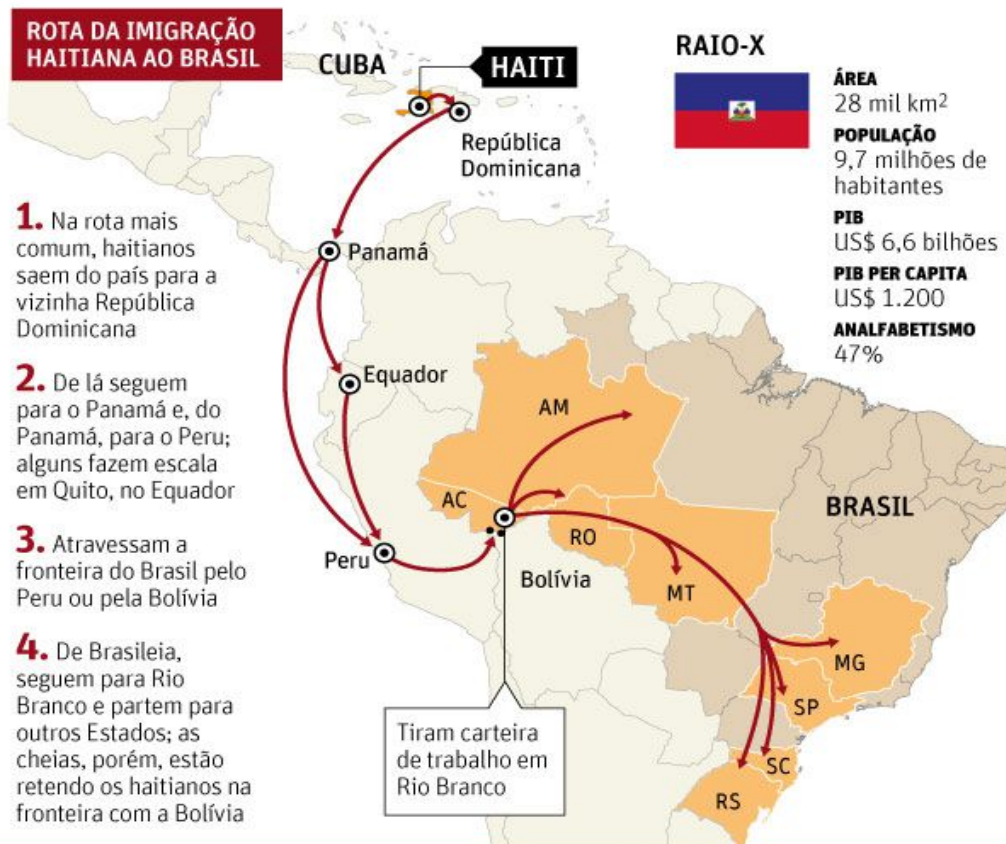 ROTA DA IMIGRAÇÃO
HAITIANA AO BRASIL
CUBA
HAITI
República
Dominicana
Panamá
Equador
Peru
Bolívia
BRASIL
AM
AC
RO
MT
MG
SP
SC
RS
1. Na rota mais
comum, haitianos
saem do país para a
vizinha República
Dominicana
2. De lá seguem
para o Panamá e, do
Panamá, para o Peru;
alguns fazem escala
em Quito, no Equador
3. Atravessam a
fronteira do Brasil pelo
Peru ou pela Bolívia
4. De Brasileia,
seguem para Rio
Branco e partem para
outros Estados; as
cheias, porém, estão
retendo os haitianos na
fronteira com a Bolívia
Tiram carteira
de trabalho em
Rio Branco
RAIO-X
ÁREA
28 mil km²
POPULAÇÃO
9,7 milhões de
habitantes
PIB
US$ 6,6 bilhões
PIB PER CAPITA
US$ 1.200
ANALFABETISMO
47%